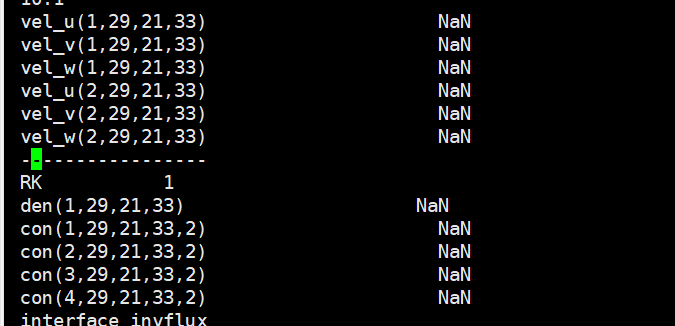 10.1
vel_u(1,29,21,33) NaN
vel_v(1,29,21,33) NaN
vel_w(1,29,21,33) NaN
vel_u(2,29,21,33) NaN
vel_v(2,29,21,33) NaN
vel_w(2,29,21,33) NaN
----------------
RK 1
den(1,29,21,33) NaN
con(1,29,21,33,2) NaN
con(2,29,21,33,2) NaN
con(3,29,21,33,2) NaN
con(4,29,21,33,2) NaN
interface invflux